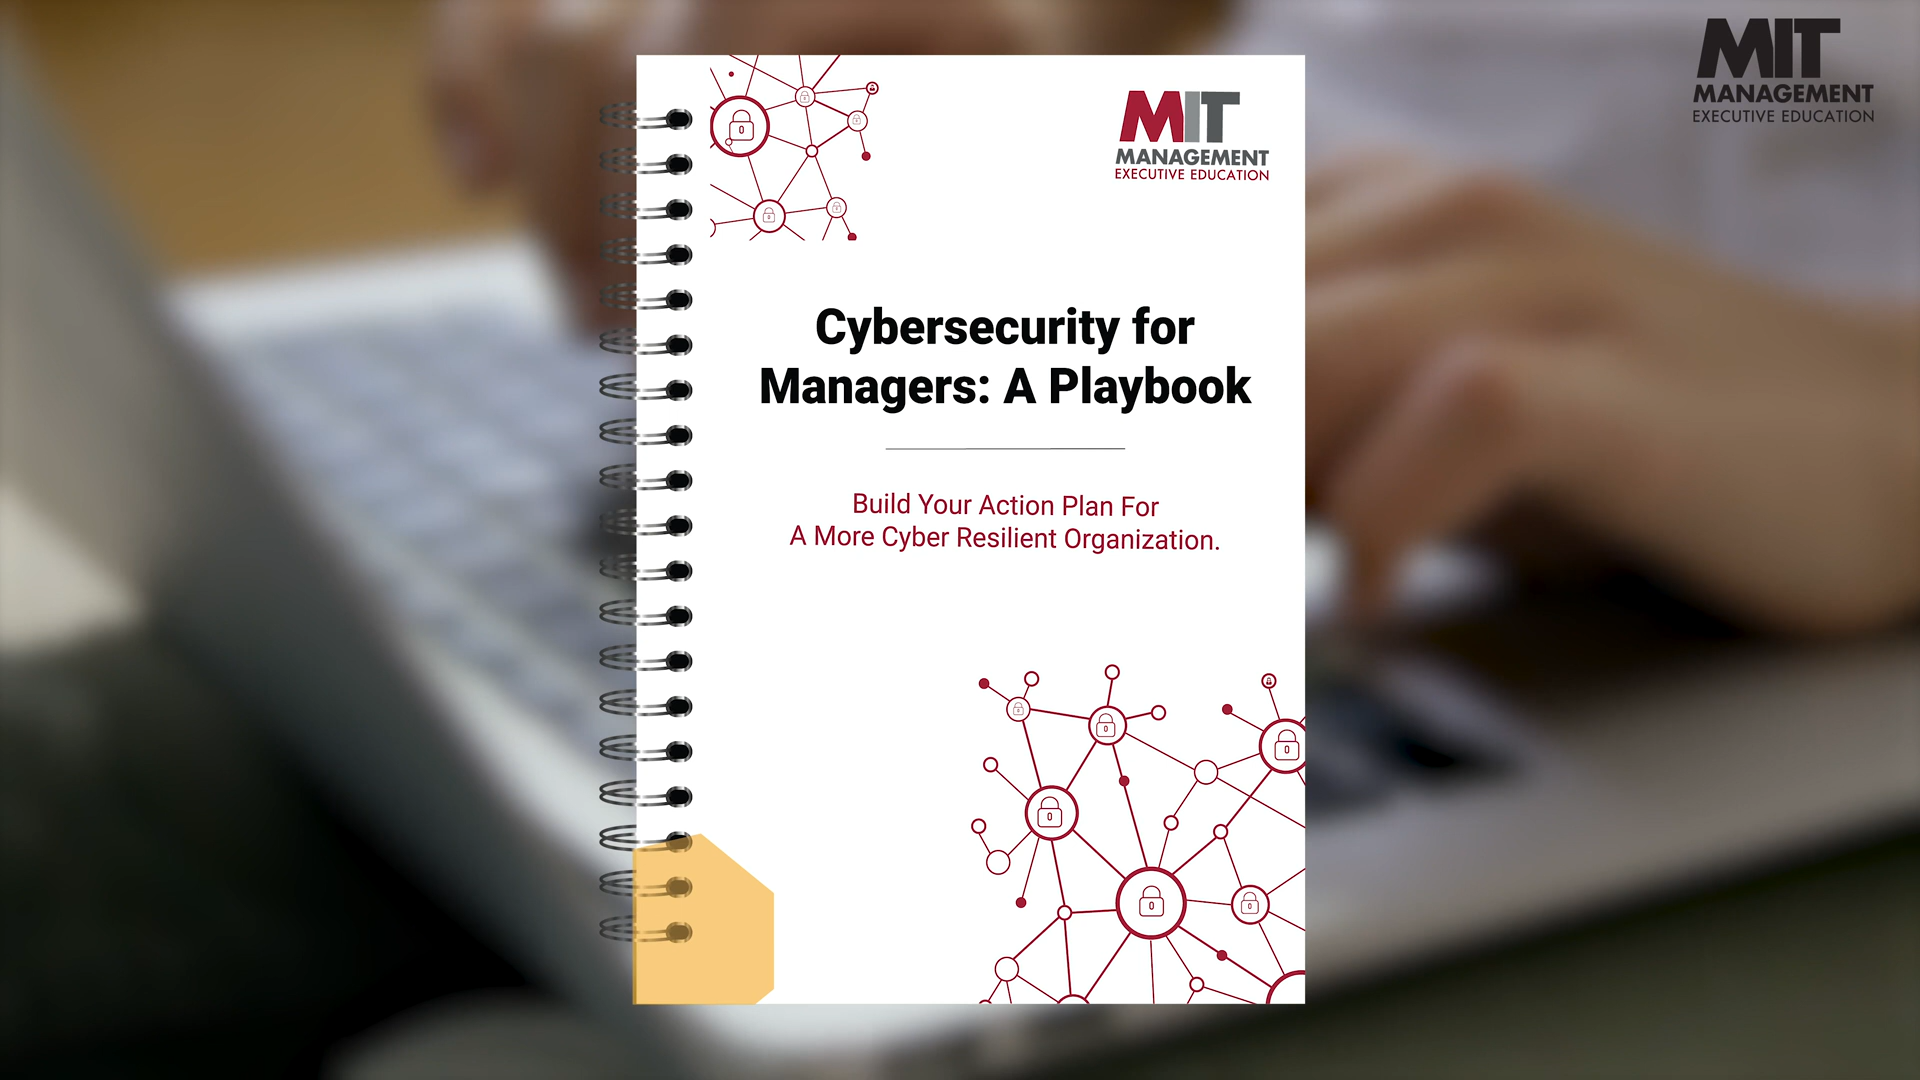 MIT
MANAGEMENT
EXECUTIVE EDUCATION
MIT
MANAGEMENT
EXECUTIVE EDUCATION
Cybersecurity for
Managers: A Playbook
Build Your Action Plan For
A More Cyber Resilient Organization.